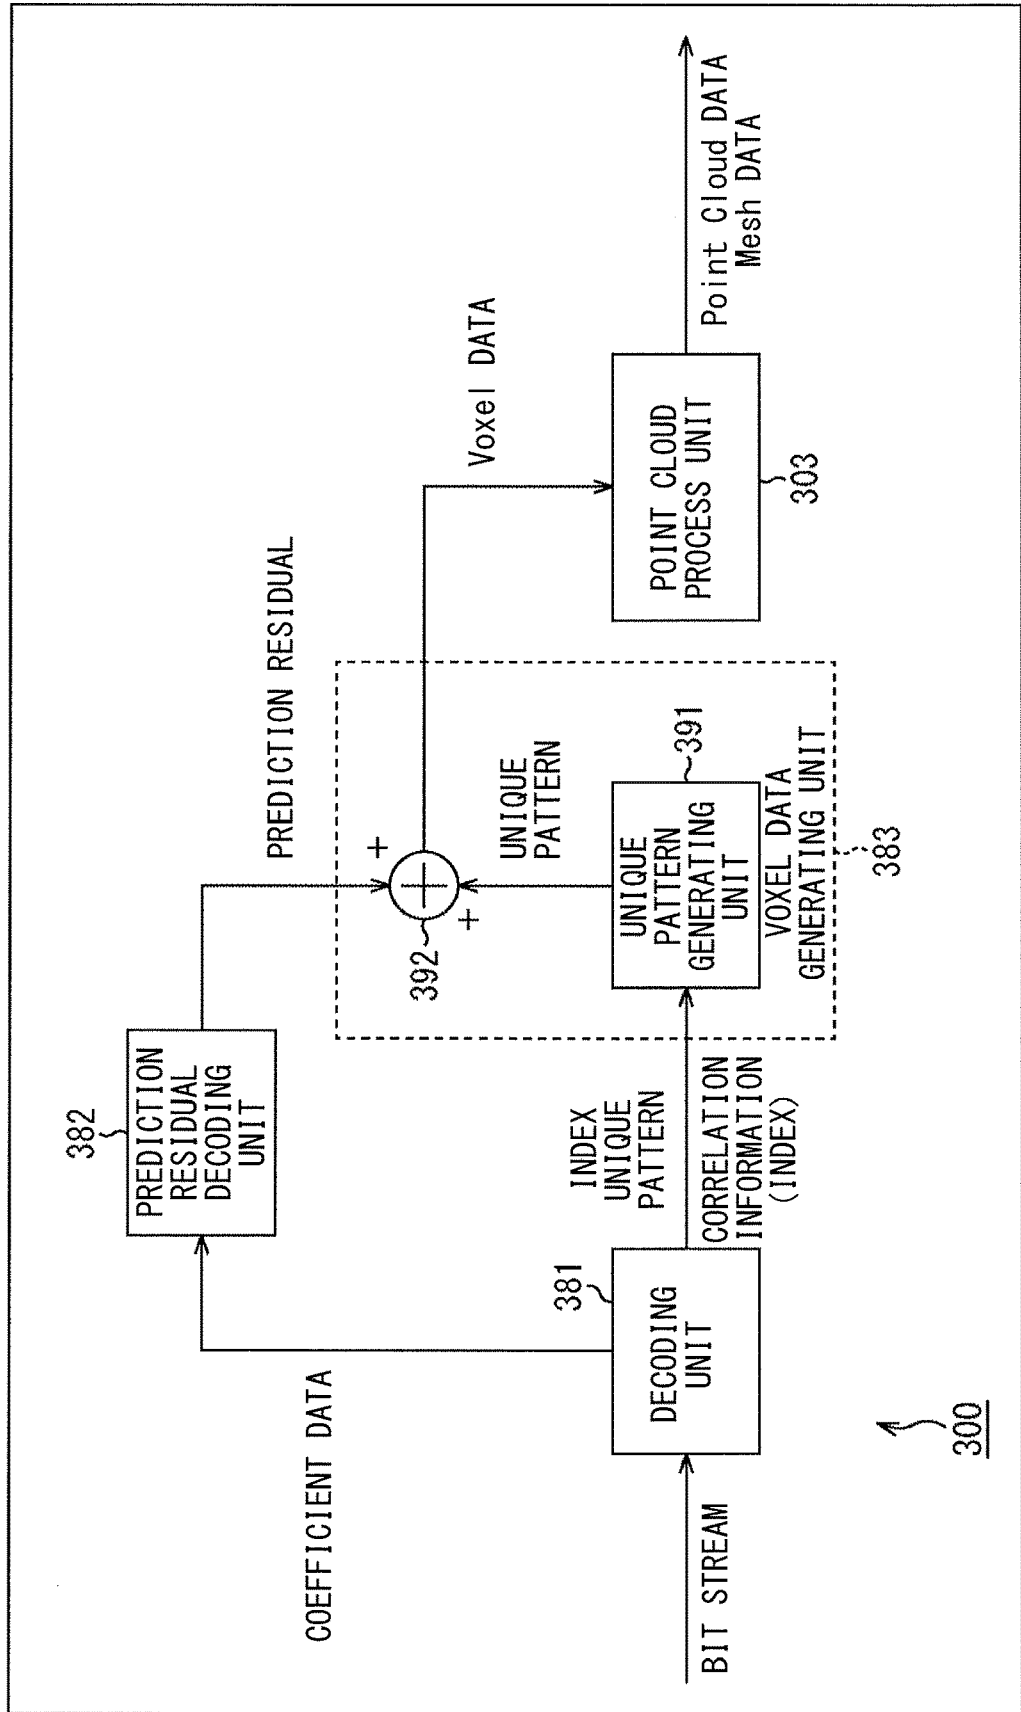 COEFFICIENT DATA
382
PREDICTION
RESIDUAL
DECODING
UNIT
PREDICTION RESIDUAL
+
392
+
Voxel DATA
UNIQUE
PATTERN
BIT STREAM
381
DECODING
UNIT
INDEX
UNIQUE
PATTERN
CORRELATION
INFORMATION
(INDEX)
391
UNIQUE
PATTERN
GENERATING
UNIT
VOXEL DATA
GENERATING UNIT
383
POINT CLOUD
PROCESS UNIT
303
Point Cloud DATA
Mesh DATA
300